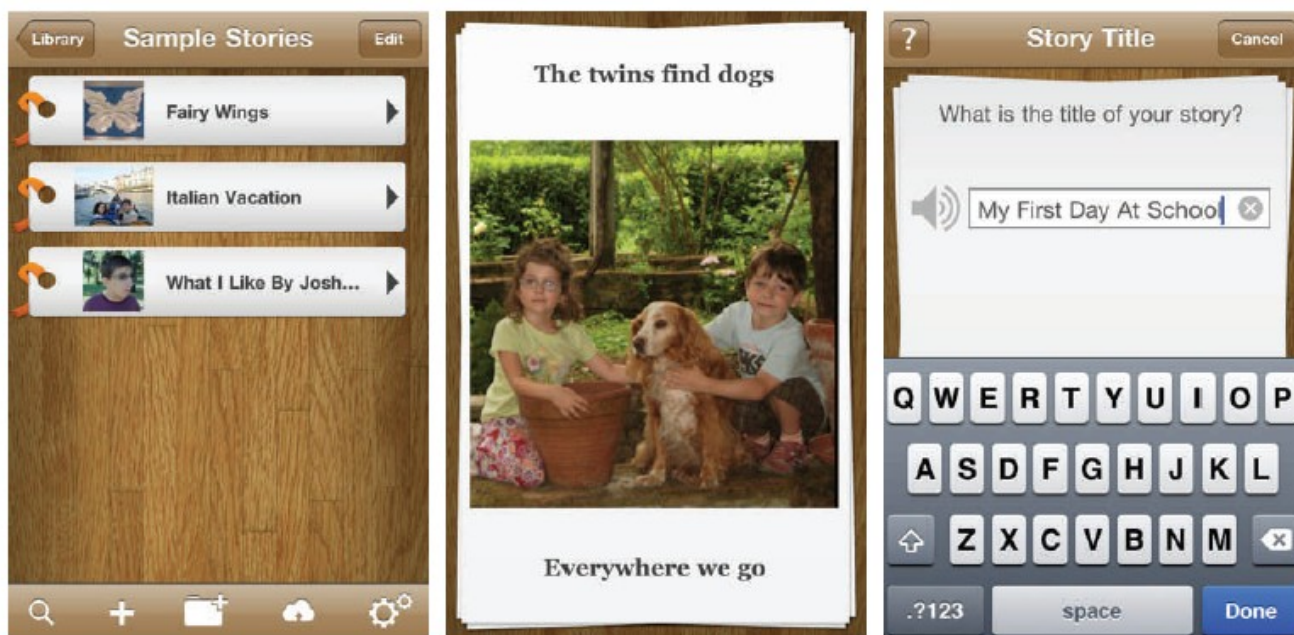 Library
Sample Stories
Edit
Fairy Wings
Italian Vacation
What I Like By Josh...
The twins find dogs
Everywhere we go
?
Story Title
Cancel
What is the title of your story?
My First Day At School
Q W E R T Y U I O P
A S D F G H J K L
Z X C V B N M
.?123 space Done